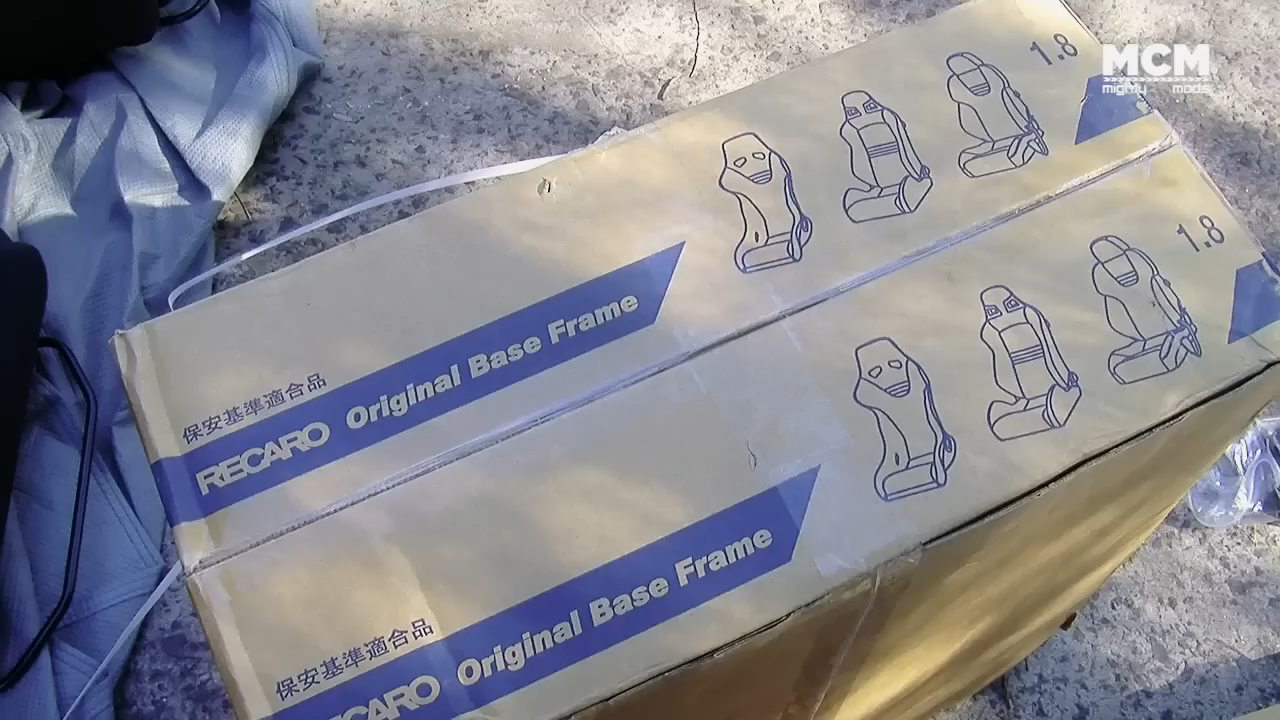 MCM
mighty mods
1.8
保安基準適合品
RECARO Original Base Frame
1.8
保安基準適合品
RECARO Original Base Frame